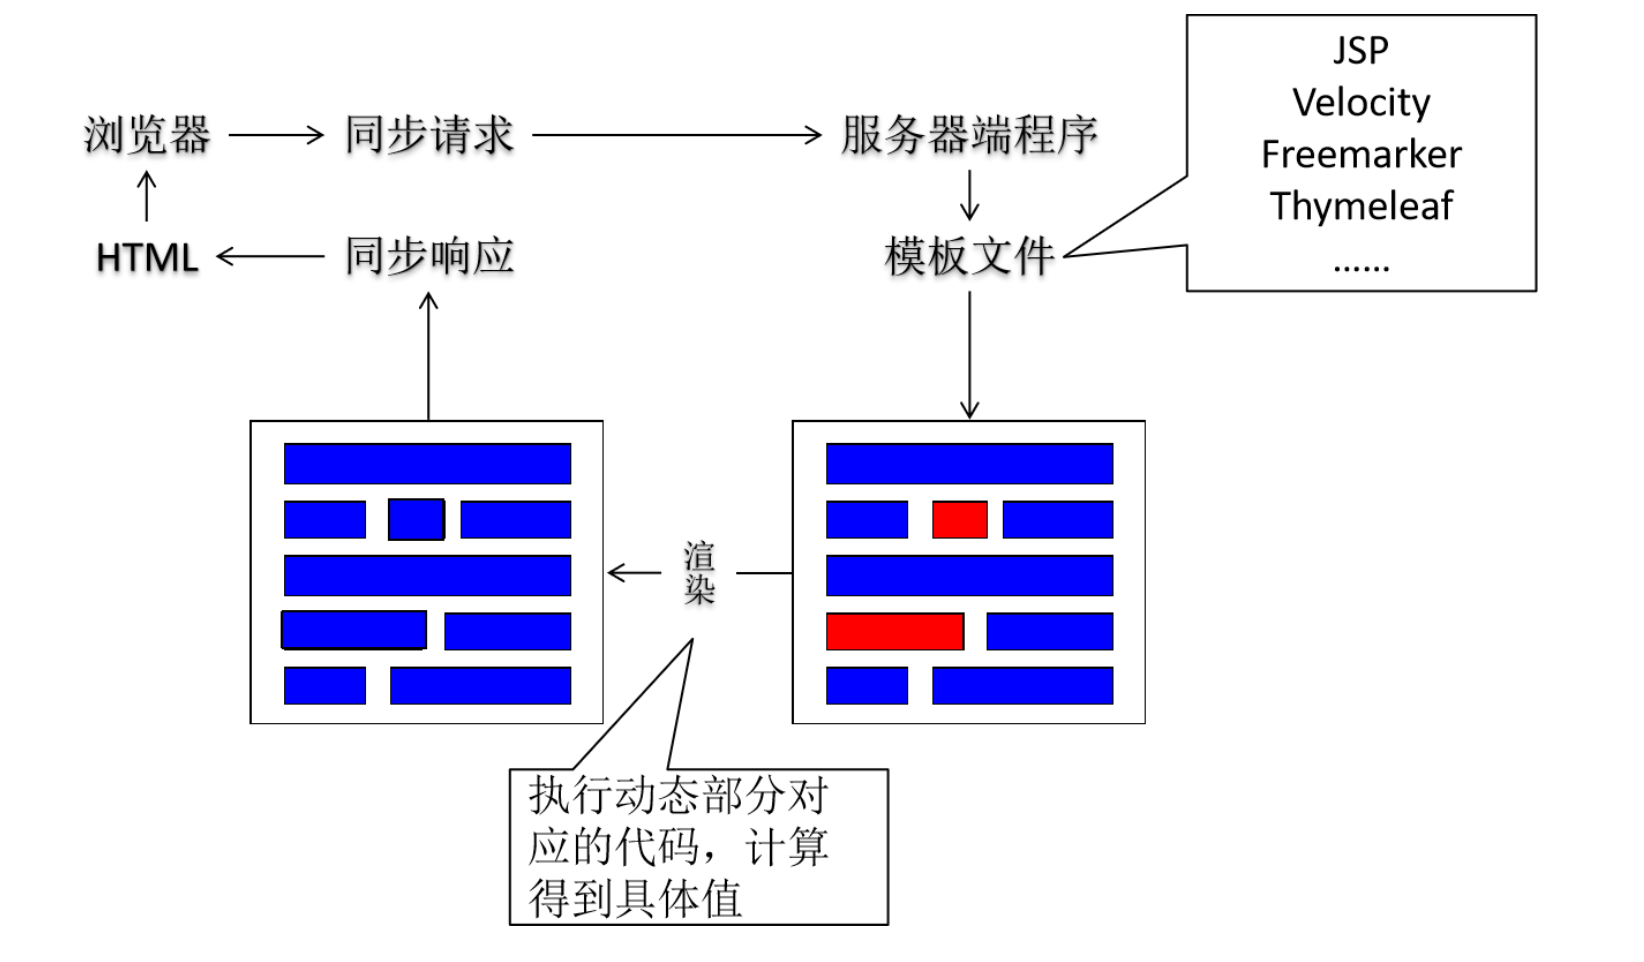 JSP
Velocity
Freemarker
Thymeleaf
......
浏览器
同步请求
服务器端程序
HTML
同步响应
模板文件
渲
染
执行动态部分对
应的代码，计算
得到具体值